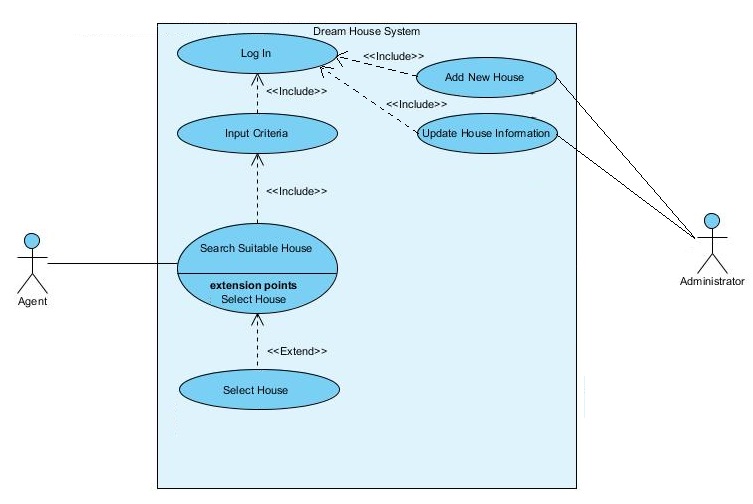 Dream House System
Log In
<<Include>>
Add New House
<<Include>>
<<Include>>
Input Criteria
Update House Information
<<Include>>
Search Suitable House
extension points
Select House
Agent
Administrator
<<Extend>>
Select House